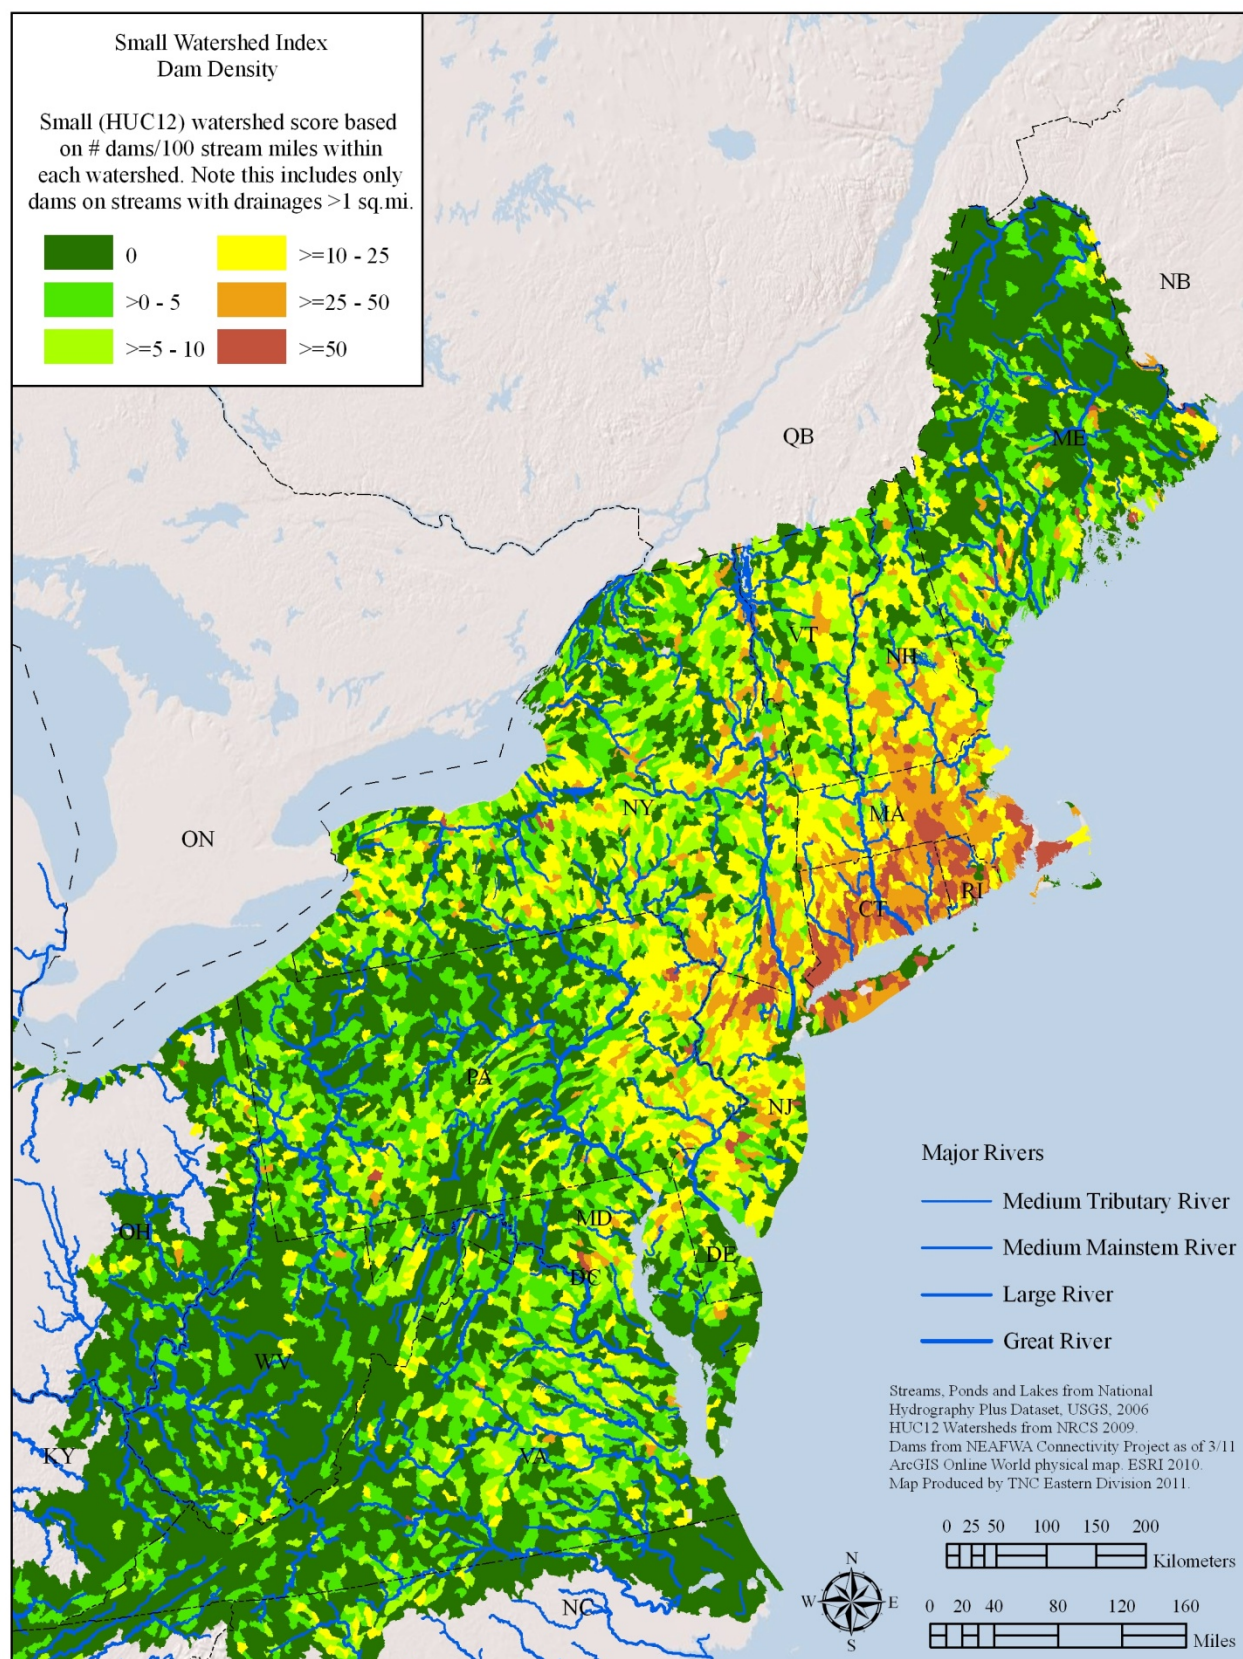 Small Watershed Index
Dam Density
Small (HUC12) watershed score based
on # dams/100 stream miles within
each watershed. Note this includes only
dams on streams with drainages >1 sq.mi.
0
>=10 - 25
>0 - 5
>=25 - 50
>=5 - 10
>=50
NB
QB
ME
VT
NH
NY
MA
ON
CT
RI
PA
NJ
OH
MD
DE
DC
WV
KY
VA
NC
Major Rivers
Medium Tributary River
Medium Mainstem River
Large River
Great River
Streams, Ponds and Lakes from National
Hydrography Plus Dataset, USGS, 2006
HUC12 Watersheds from NRCS 2009.
Dams from NEAFWA Connectivity Project as of 3/11
ArcGIS Online World physical map. ESRI 2010.
Map Produced by TNC Eastern Division 2011.
0 25 50 100 150 200
Kilometers
N
W E
S
0 20 40 80 120 160
Miles